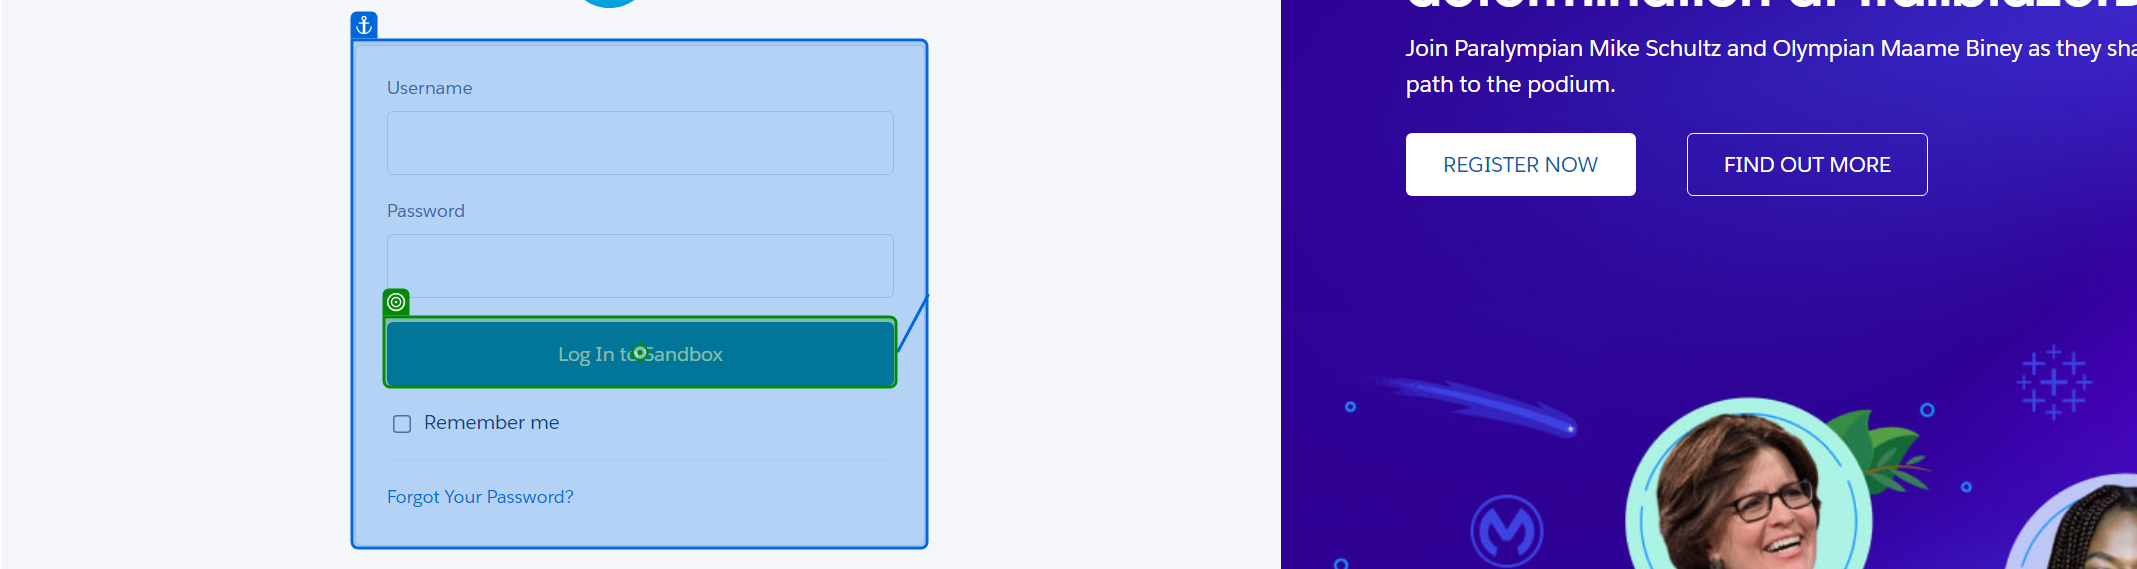 Username
Password
Log In to Sandbox
Remember me
Forgot Your Password?
Join Paralympian Mike Schultz and Olympian Maame Biney as they sha
path to the podium.
REGISTER NOW
FIND OUT MORE